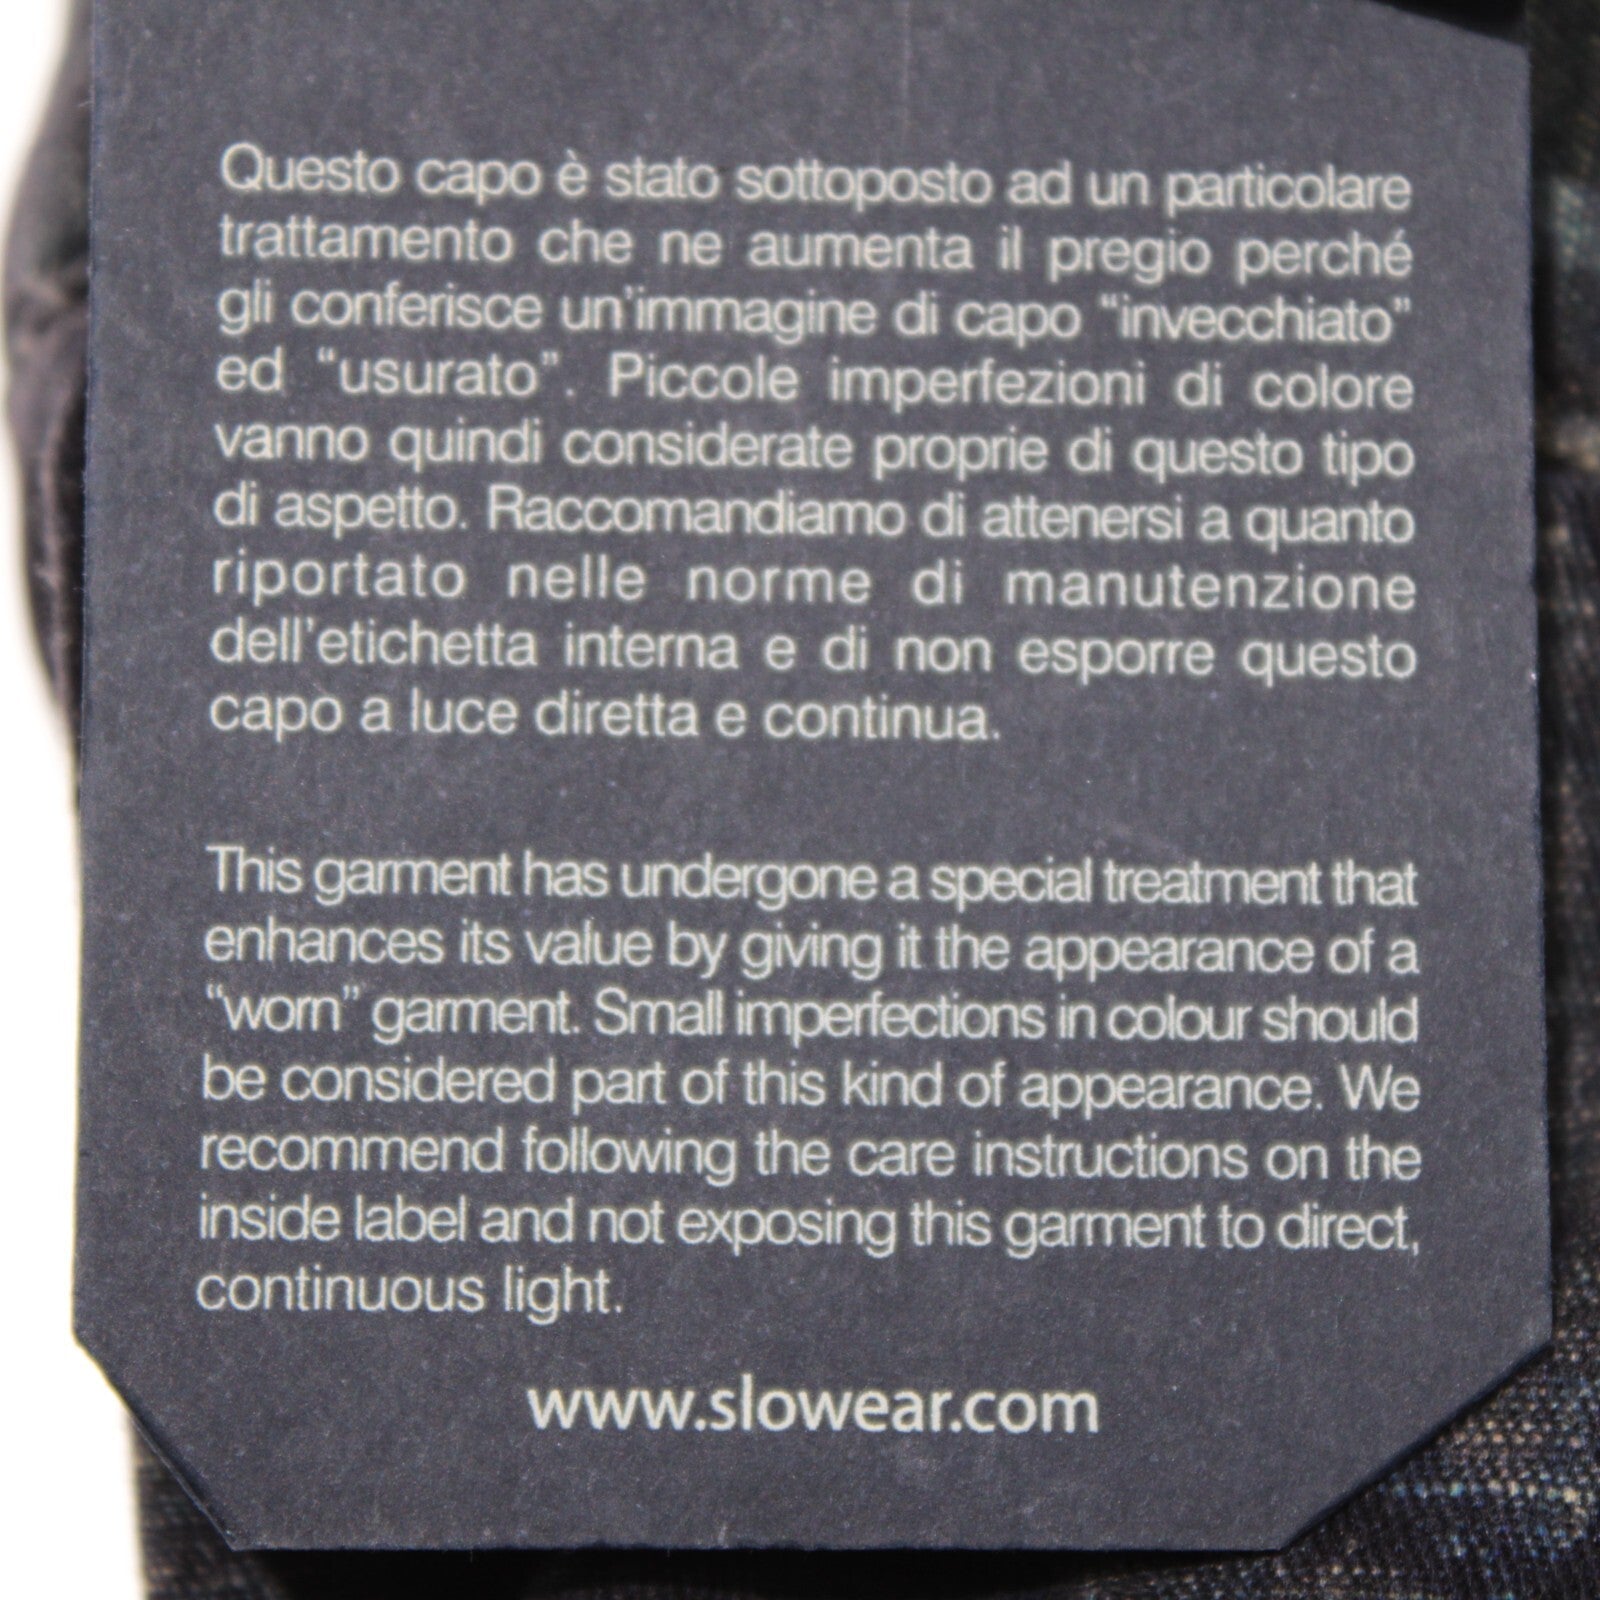 Questo capo è stato sottoposto ad un particolare
trattamento che ne aumenta il pregio perché
gli conferisce un'immagine di capo “invecchiato”
ed “usurato”. Piccole imperfezioni di colore
vanno quindi considerate proprie di questo tipo
di aspetto. Raccomandiamo di attenersi a quanto
riportato nelle norme di manutenzione
dell'etichetta interna e di non esporre questo
capo a luce diretta e continua.
This garment has undergone a special treatment that
enhances its value by giving it the appearance of a
“worn” garment. Small imperfections in colour should
be considered part of this kind of appearance. We
recommend following the care instructions on the
inside label and not exposing this garment to direct,
continuous light.
www.slowear.com